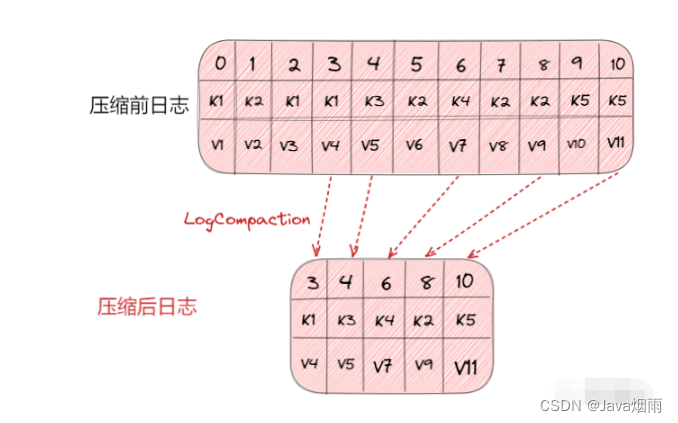 0 1 2 3 4 5 6 7 8 9 10
压缩前日志
K1 K2 K1 K1 K3 K2 K4 K2 K2 K5 K5
V1 V2 V3 V4 V5 V6 V7 V8 V9 V10 V11
LogCompaction
3 4 6 8 10
压缩后日志
K1 K3 K4 K2 K5
V4 V5 V7 V9 V11
CSDN @Java烟雨